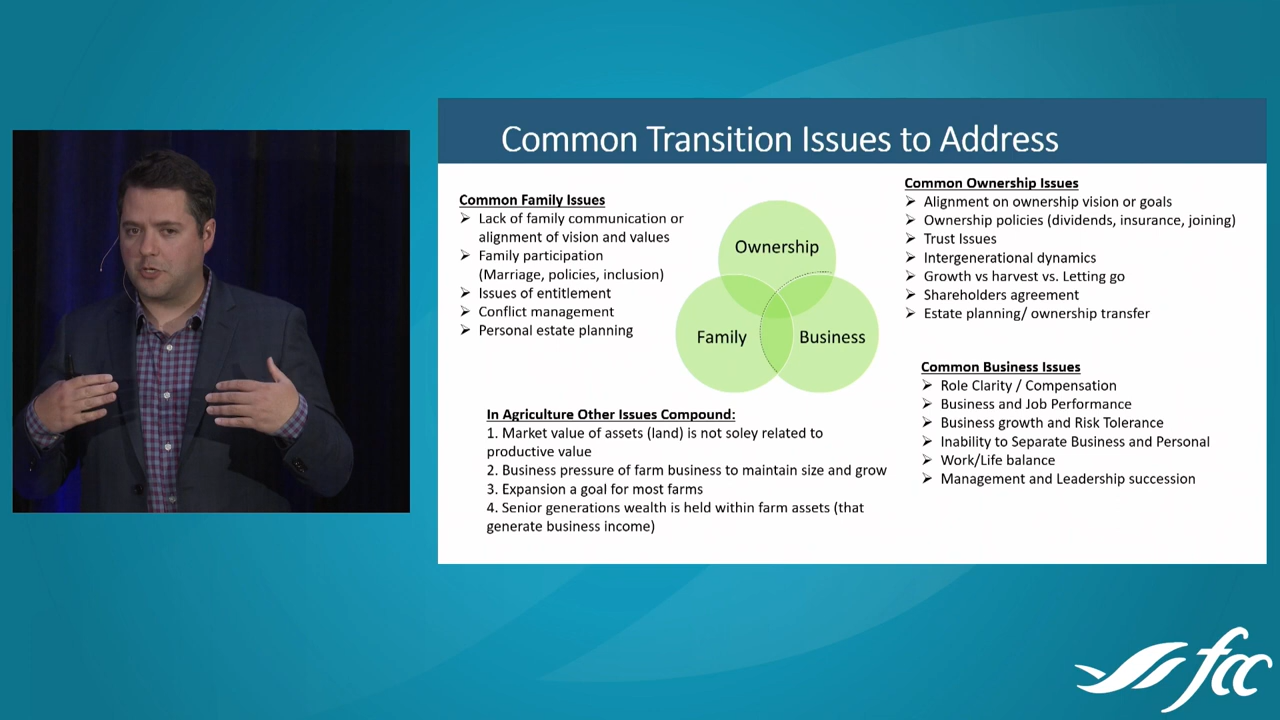 Common Transition Issues to Address
Common Family Issues
Lack of family communication or
alignment of vision and values
Family participation
(Marriage, policies, inclusion)
Issues of entitlement
Conflict management
Personal estate planning
Ownership
Family
Business
Common Ownership Issues
Alignment on ownership vision or goals
Ownership policies (dividends, insurance, joining)
Trust Issues
Intergenerational dynamics
Growth vs harvest vs. Letting go
Shareholders agreement
Estate planning/ ownership transfer
Common Business Issues
Role Clarity / Compensation
Business and Job Performance
Business growth and Risk Tolerance
Inability to Separate Business and Personal
Work/Life balance
Management and Leadership succession
In Agriculture Other Issues Compound:
1. Market value of assets (land) is not soley related to
productive value
2. Business pressure of farm business to maintain size and grow
3. Expansion a goal for most farms
4. Senior generations wealth is held within farm assets (that
generate business income)
fcc